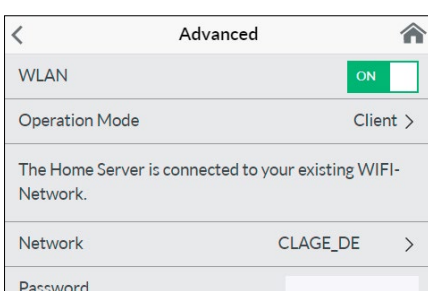 Advanced
WLAN ON
Operation Mode Client
The Home Server is connected to your existing WIFI-
Network.
Network CLAGE_DE
Password